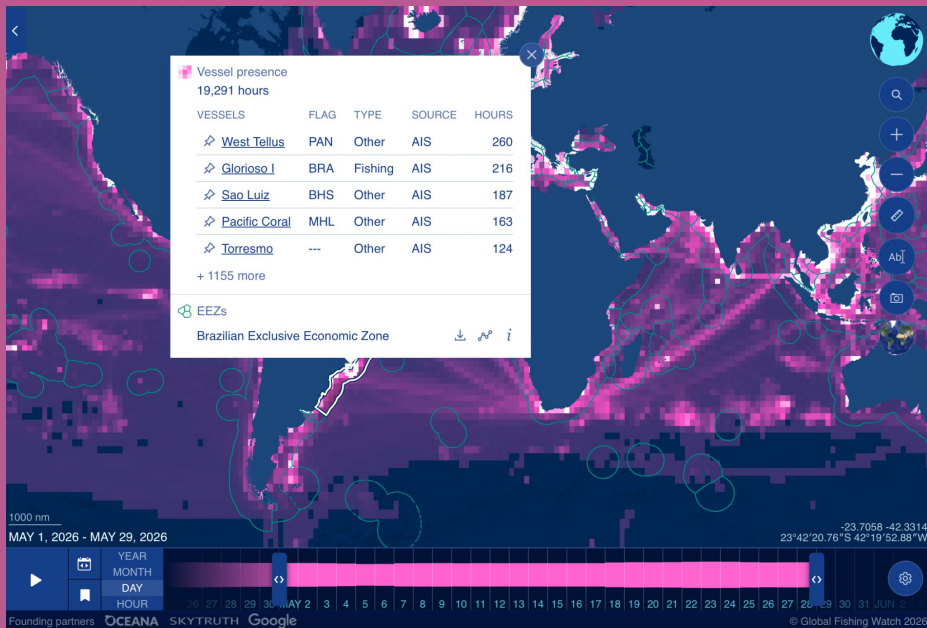 Vessel presence
19,291 hours
VESSELS FLAG TYPE SOURCE HOURS
West Tellus PAN Other AIS 260
Glorioso I BRA Fishing AIS 216
Sao Luiz BHS Other AIS 187
Pacific Coral MHL Other AIS 163
Torresmo --- Other AIS 124
+ 1155 more
EEZs
Brazilian Exclusive Economic Zone
Ab
1000 nm
MAY 1, 2026 - MAY 29, 2026
-23.7058 -42.3314
23°42'20.76"S 42°19'52.88"W
YEAR
MONTH
DAY
HOUR
26 27 28 29 30 MAY 2 3 4 5 6 7 8 9 10 11 12 13 14 15 16 17 18 19 20 21 22 23 24 25 26 27 28 29 30 31 JUN 2
Founding partners OCEANA SKYTRUTH Google
© Global Fishing Watch 2026